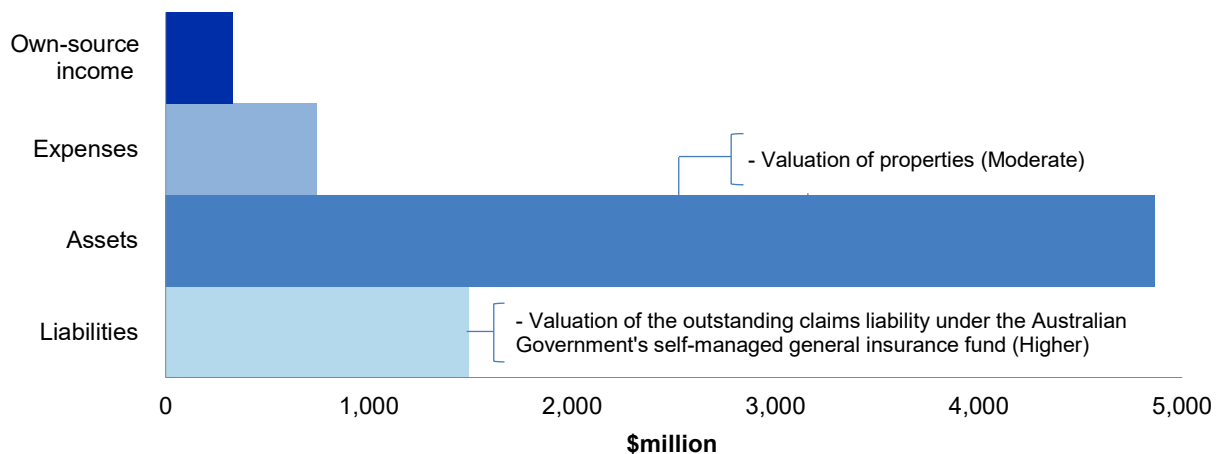 Own-source
income
Expenses
- Valuation of properties (Moderate)
Assets
Liabilities
- Valuation of the outstanding claims liability under the Australian
Government's self-managed general insurance fund (Higher)
0
1,000
2,000
3,000
4,000
5,000
$million